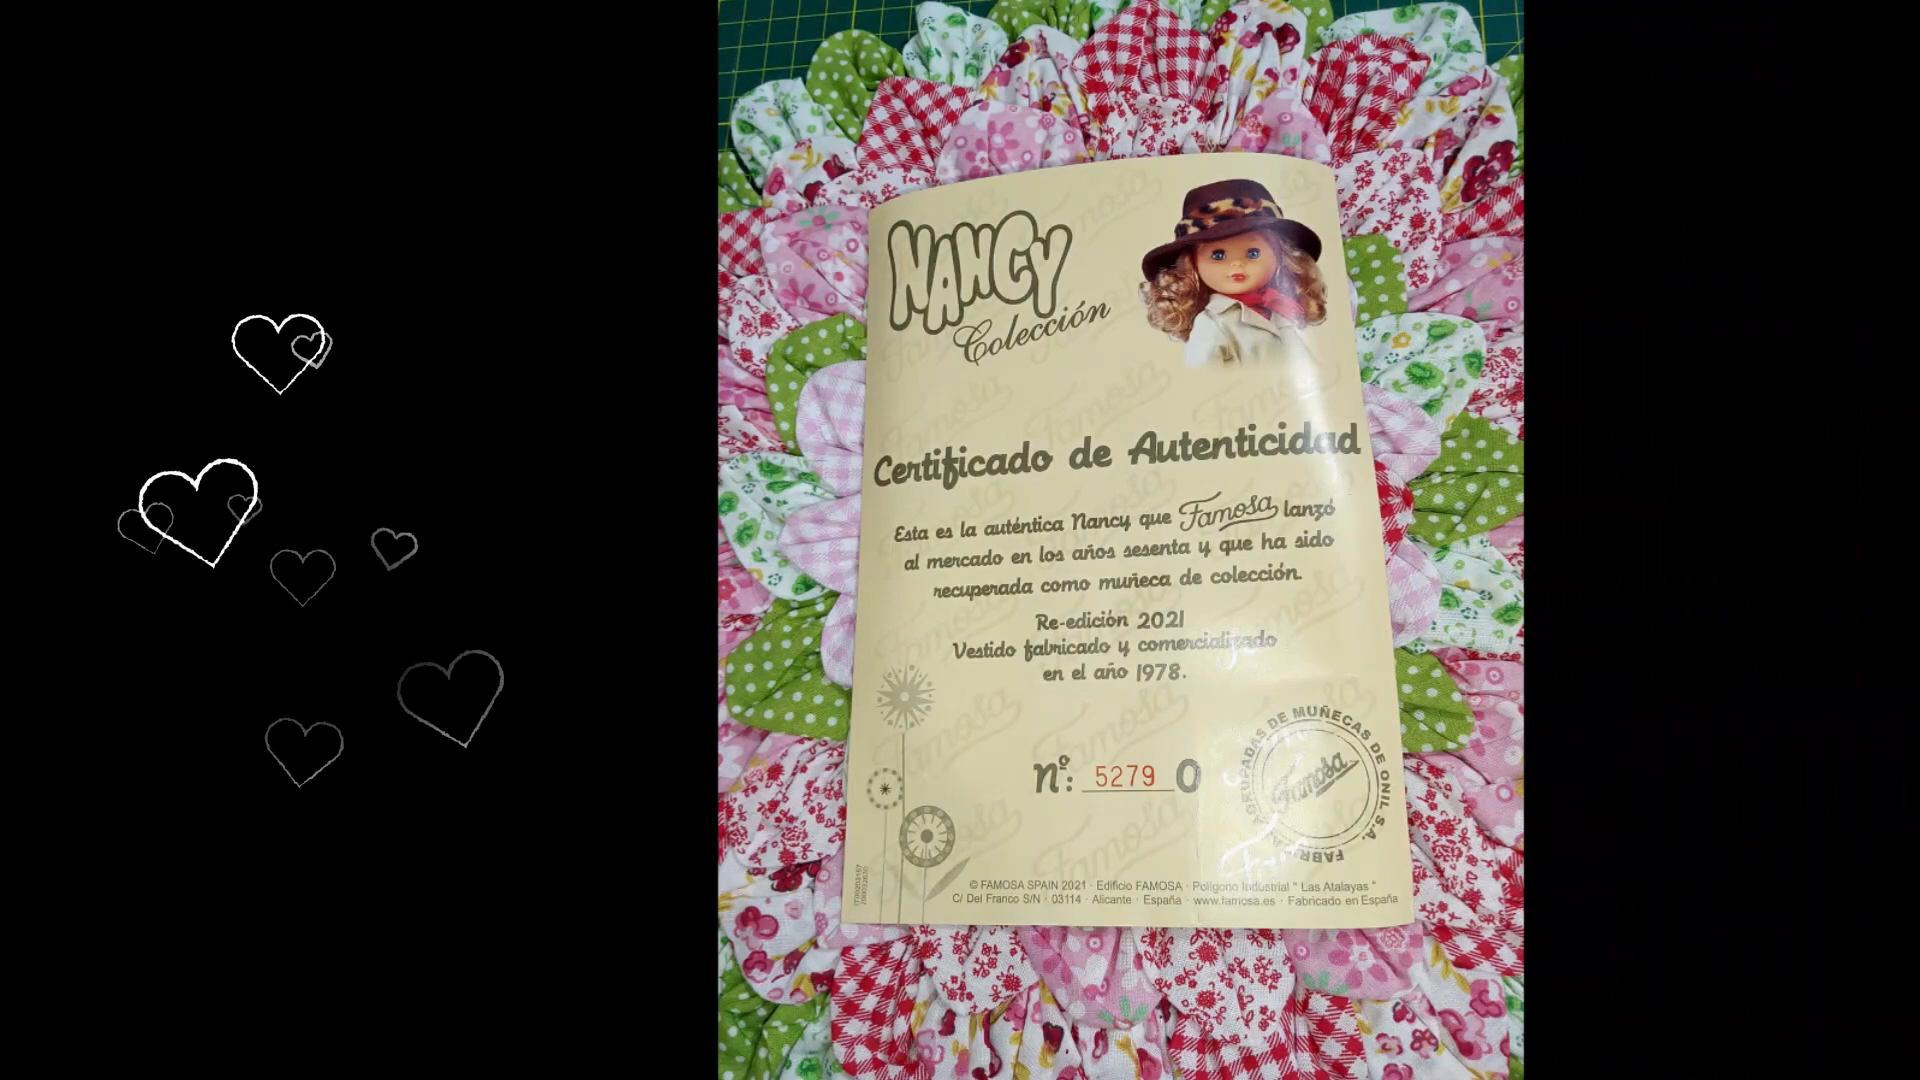 NANCY
Colección
Certificado de Autenticidad
Esta es la auténtica Nancy que Famosa lanzó
al mercado en los años sesenta y que ha sido
recuperada como muñeca de colección.
Re-edición 2021
Vestido fabricado y comercializado
en el año 1978.
nº: 5279 0
AGRUPADAS DE MUÑECAS DE ONIL S.A.
Famosa
© FAMOSA SPAIN 2021 · Edificio FAMOSA · Polígono Industrial " Las Atalayas "
C/ Del Franco S/N · 03114 · Alicante · España · www.famosa.es · Fabricado en España